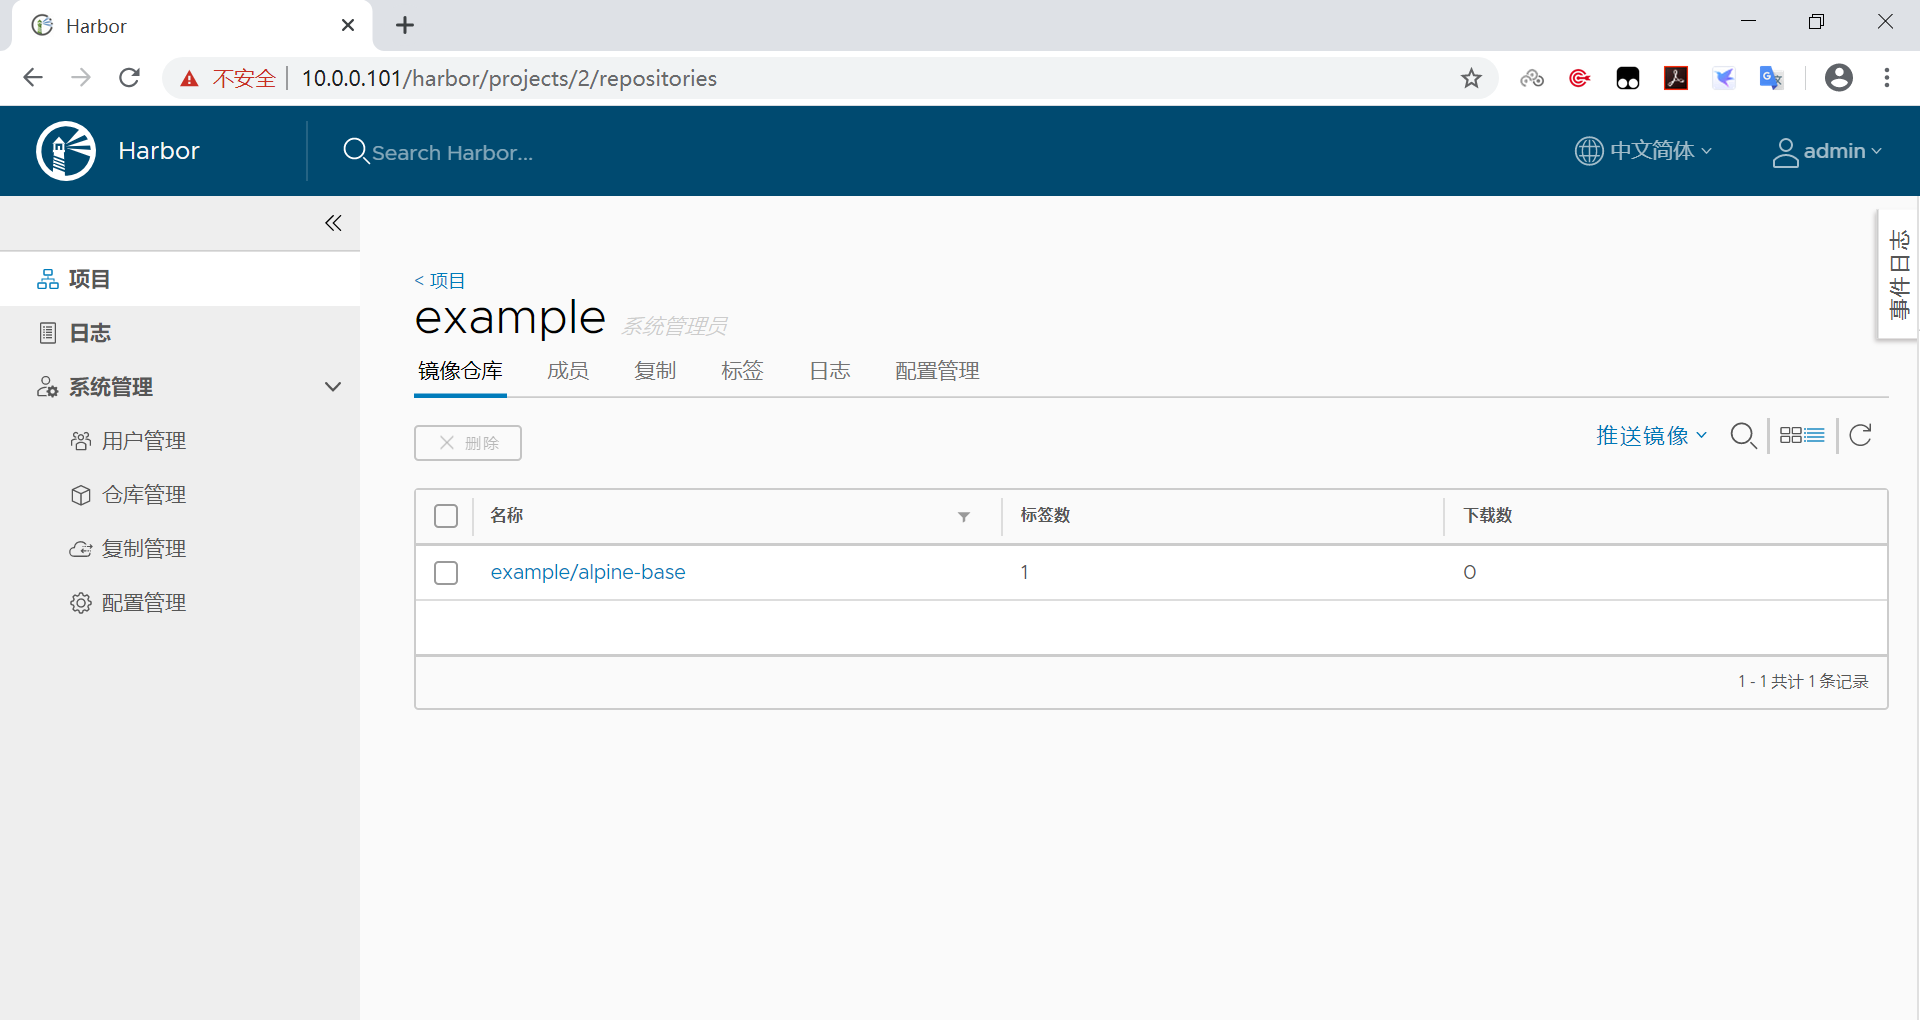 Harbor
不安全 10.0.0.101/harbor/projects/2/repositories
Harbor
Search Harbor...
中文简体
admin
项目
日志
系统管理
用户管理
仓库管理
复制管理
配置管理
事件日志
< 项目
example 系统管理员
镜像仓库 成员 复制 标签 日志 配置管理
删除
推送镜像
名称 标签数 下载数
example/alpine-base 1 0
1 - 1 共计 1 条记录